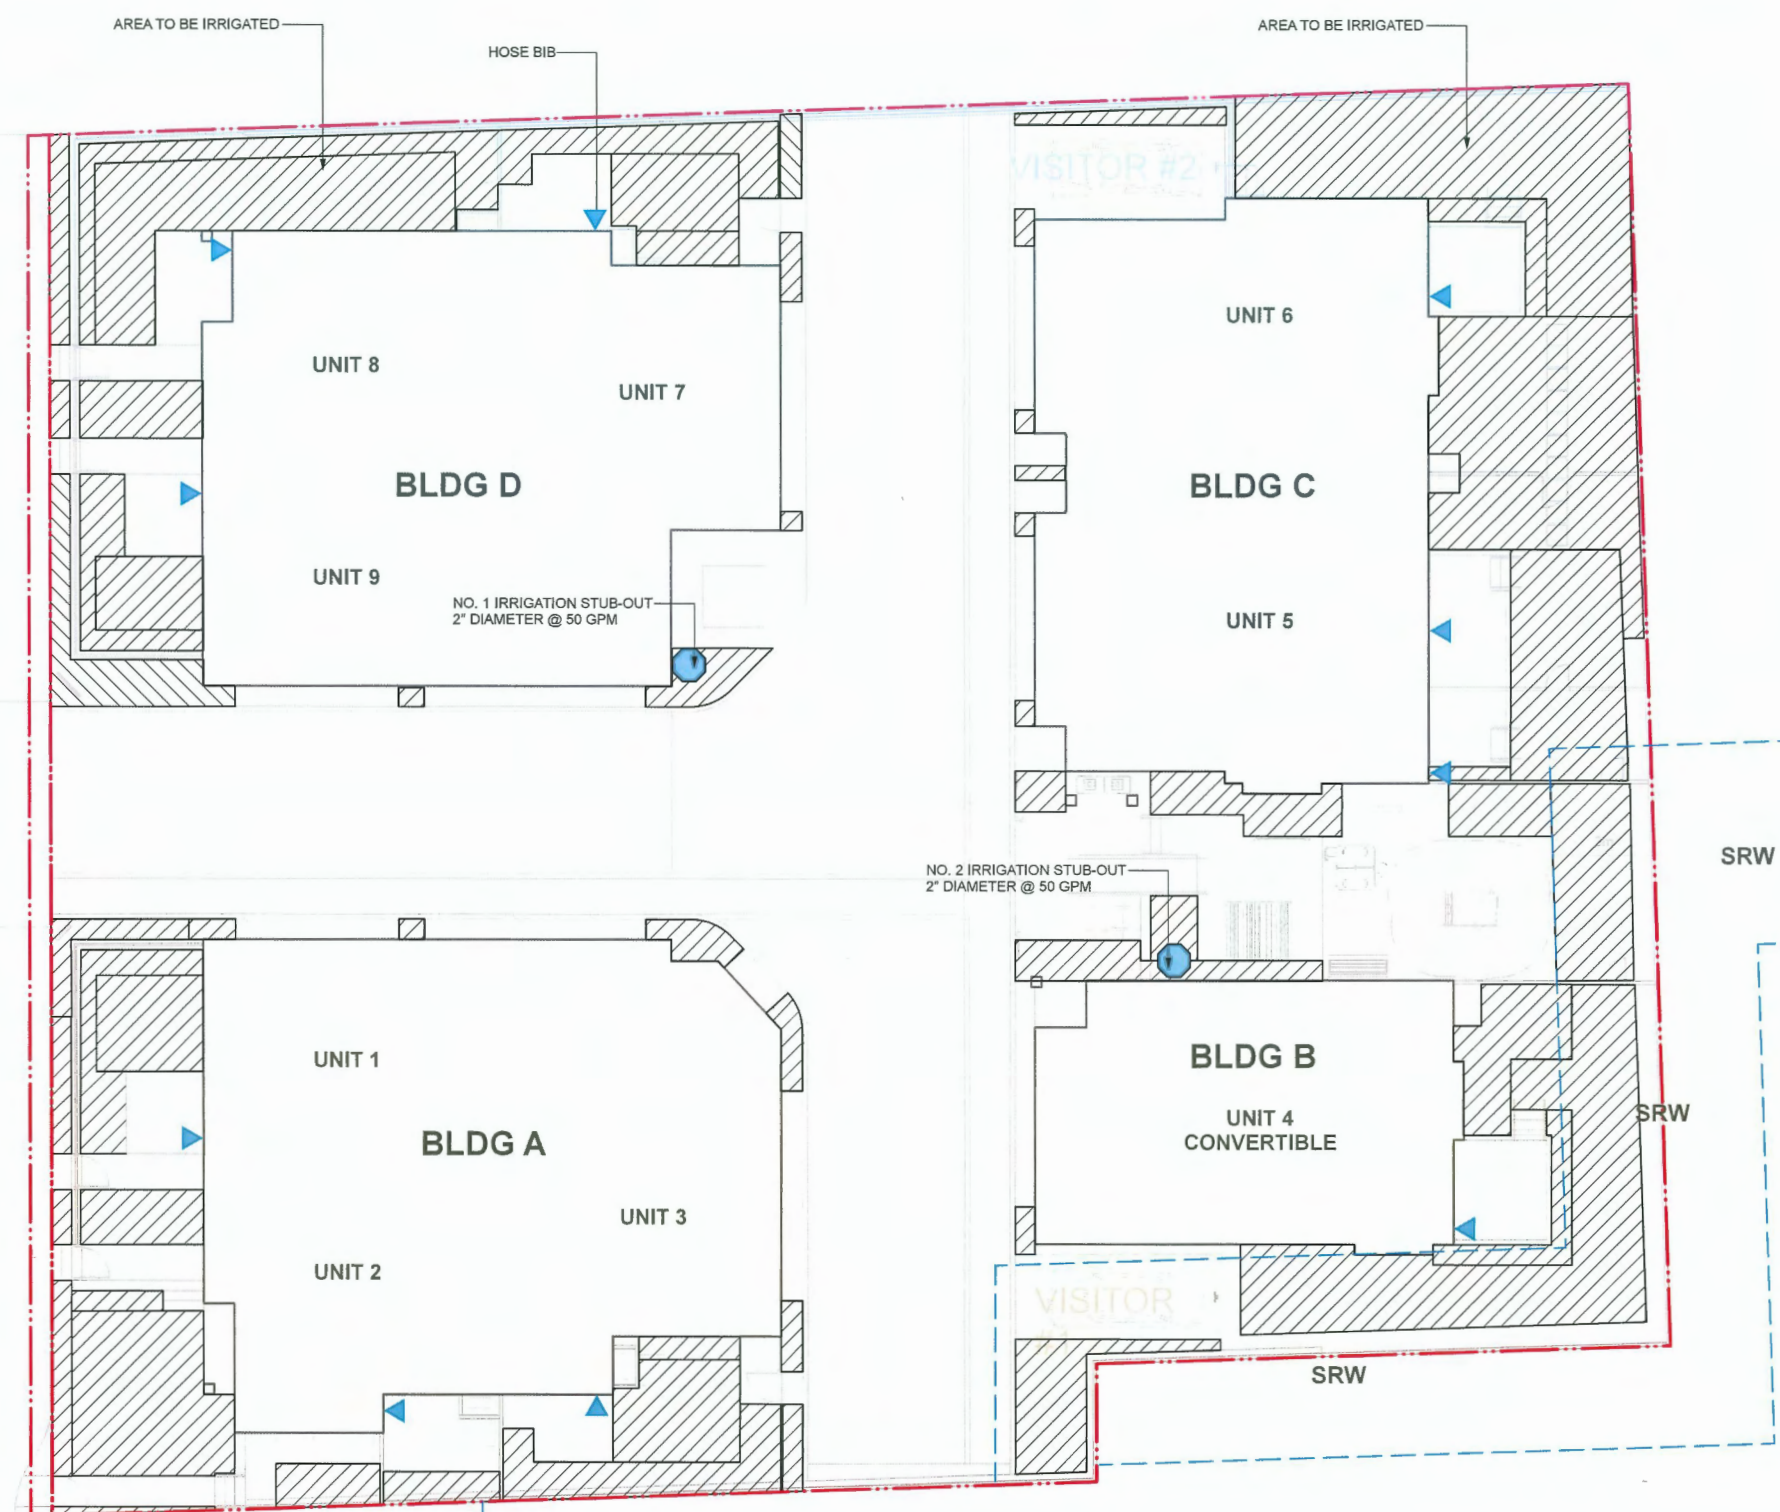 AREA TO BE IRRIGATED
HOSE BIB
AREA TO BE IRRIGATED
VISITOR #2
UNIT 6
UNIT 8
UNIT 7
BLDG D
BLDG C
UNIT 9
NO. 1 IRRIGATION STUB-OUT
2" DIAMETER @ 50 GPM
UNIT 5
SRW
NO. 2 IRRIGATION STUB-OUT
2" DIAMETER @ 50 GPM
UNIT 1
BLDG B
BLDG A
UNIT 4
CONVERTIBLE
SRW
UNIT 3
UNIT 2
VISITOR
SRW